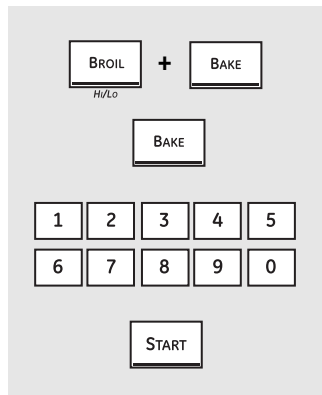 BROIL + BAKE
HI/LO
BAKE
1 2 3 4 5
6 7 8 9 0
START